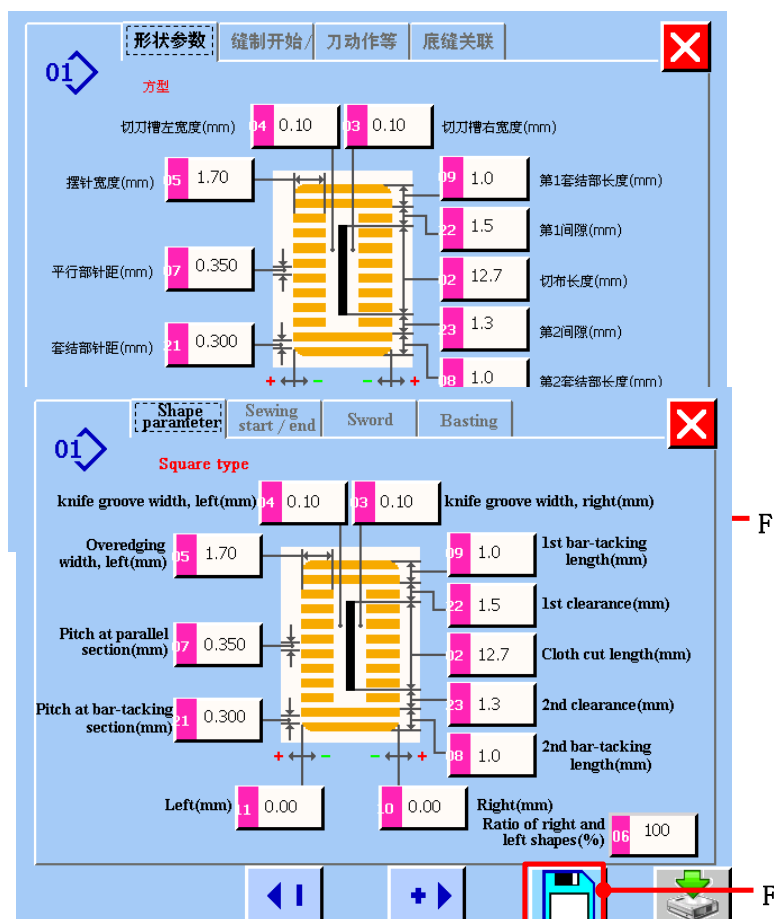 形状参数 缝制开始/ 刀动作等 底缝关联
01
方型
切刀槽左宽度(mm) 04 0.10 03 0.10 切刀槽右宽度(mm)
摆针宽度(mm) 05 1.70 09 1.0 第1套结部长度(mm)
22 1.5 第1间隙(mm)
平行部针距(mm) 07 0.350 02 12.7 切布长度(mm)
套结部针距(mm) 21 0.300 23 1.3 第2间隙(mm)
08 1.0 第2套结部长度(mm)
+ - - +
Shape
parameter
Sewing
start / end
Sword
Basting
01
Square type
knife groove width, left(mm) 04 0.10 03 0.10 knife groove width, right(mm)
F
Overedging
width, left(mm) 05 1.70
09 1.0 1st bar-tacking
length(mm)
22 1.5 1st clearance(mm)
Pitch at parallel
section(mm) 07 0.350
02 12.7 Cloth cut length(mm)
Pitch at bar-tacking
section(mm) 21 0.300
23 1.3 2nd clearance(mm)
08 1.0 2nd bar-tacking
length(mm)
+ - - +
Left(mm) 11 0.00 10 0.00 Right(mm)
Ratio of right and
left shapes(%) 06 100
F